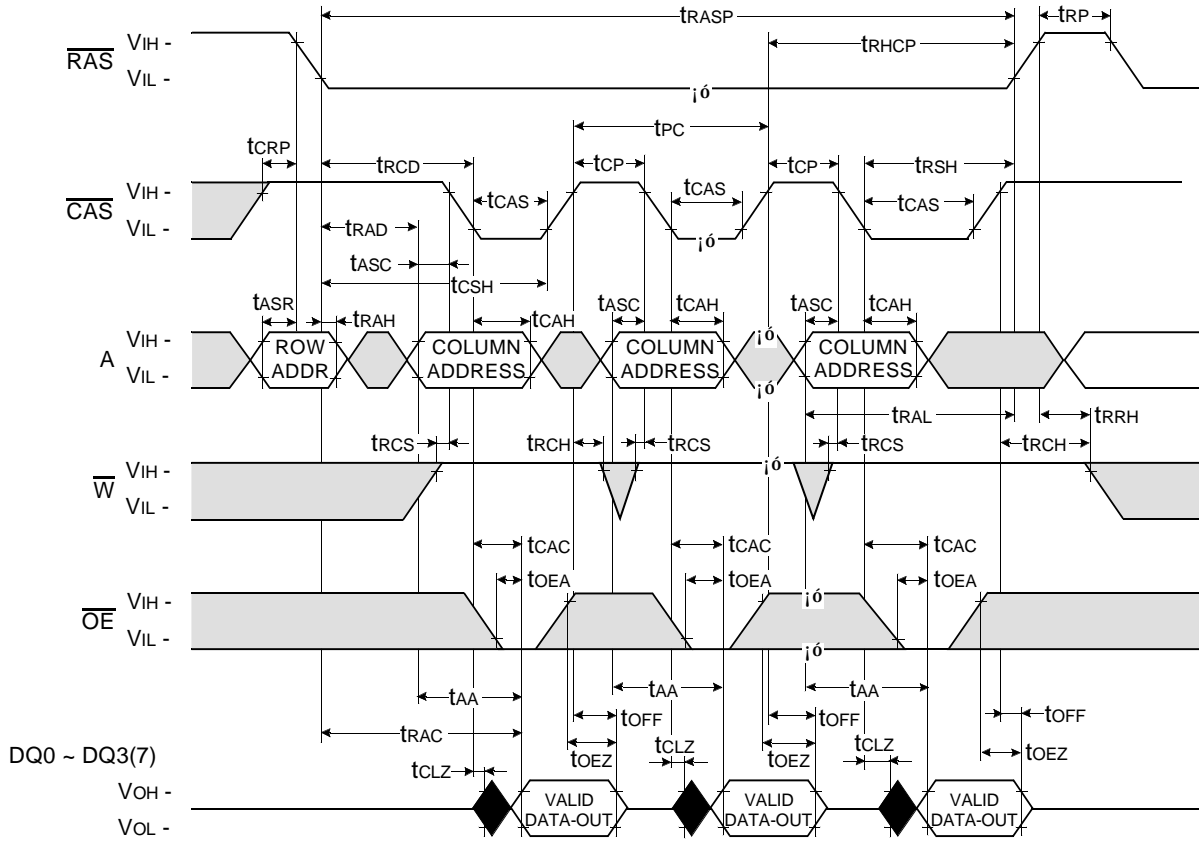 tRASP
tRP
tRHCP
RAS
VIH -
VIL -
¡ó
tPC
tCRP
tRCD
tCP
tCP
tRSH
CAS
VIH -
VIL -
tCAS
tCAS
tCAS
¡ó
tRAD
tASC
tCSH
tASR
tRAH
tCAH
tASC
tCAH
tASC
tCAH
A
VIH -
VIL -
ROW
ADDR
COLUMN
ADDRESS
COLUMN
ADDRESS
¡ó
¡ó
COLUMN
ADDRESS
tRAL
tRRH
tRCS
tRCH
tRCS
tRCS
tRCH
W
VIH -
VIL -
¡ó
tCAC
tCAC
tCAC
tOEA
tOEA
tOEA
OE
VIH -
VIL -
¡ó
¡ó
tAA
tAA
tAA
tOFF
tOFF
tOFF
tRAC
tOEZ
tOEZ
tOEZ
DQ0 ~ DQ3(7)
tCLZ
tCLZ
tCLZ
VOH -
VOL -
VALID
DATA-OUT
VALID
DATA-OUT
VALID
DATA-OUT